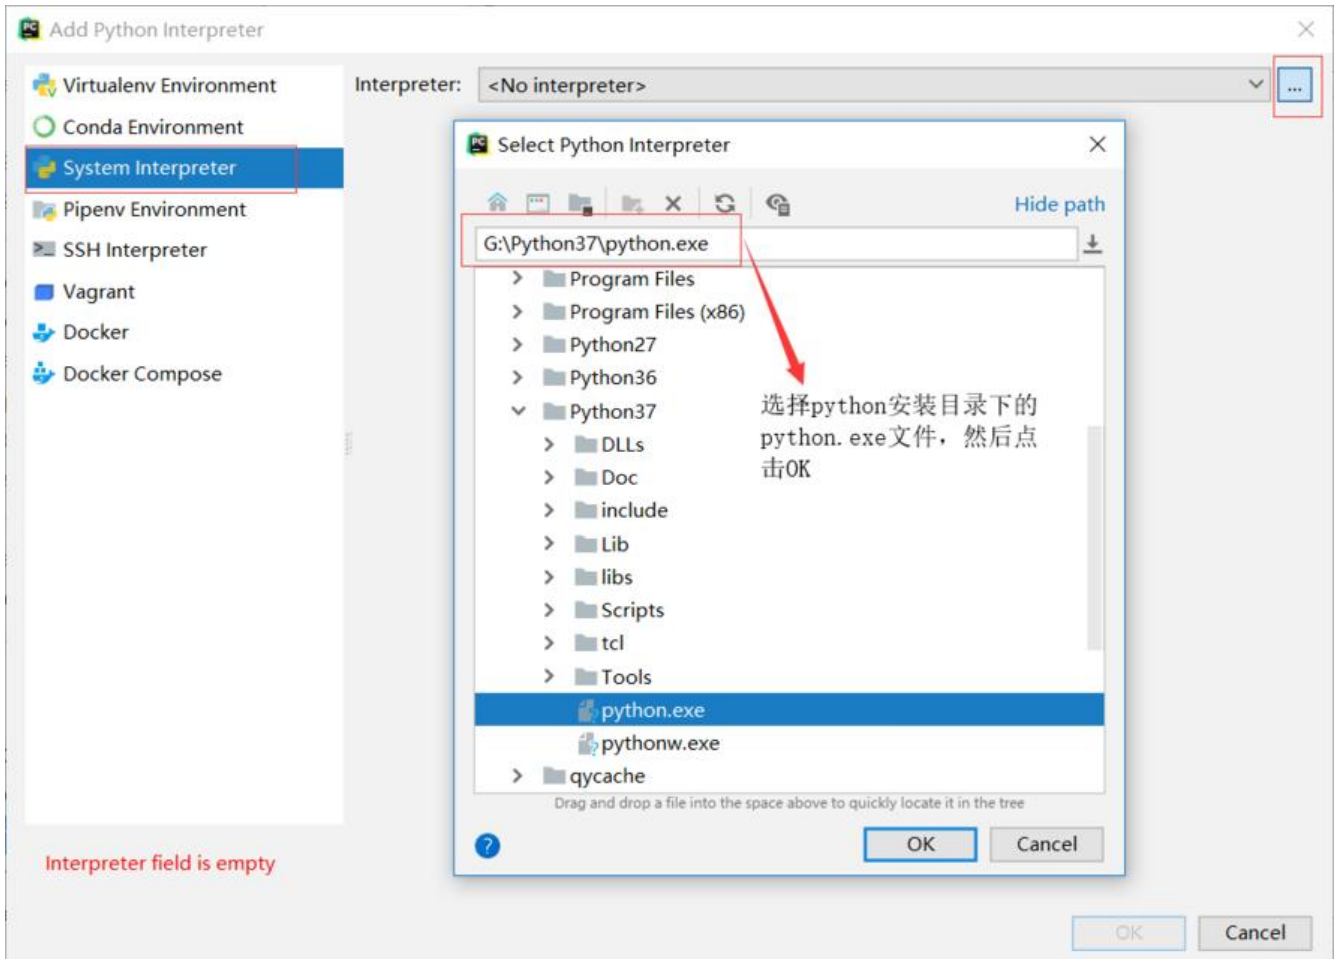 Add Python Interpreter
Virtualenv Environment
Conda Environment
System Interpreter
Pipenv Environment
SSH Interpreter
Vagrant
Docker
Docker Compose
Interpreter field is empty
Interpreter: <No interpreter> ...
Select Python Interpreter
Hide path
G:\Python37\python.exe
Program Files
Program Files (x86)
Python27
Python36
Python37
DLLs
Doc
include
Lib
libs
Scripts
tcl
Tools
python.exe
pythonw.exe
qycache
选择python安装目录下的
python.exe文件，然后点
击OK
Drag and drop a file into the space above to quickly locate it in the tree
? OK Cancel
OK Cancel